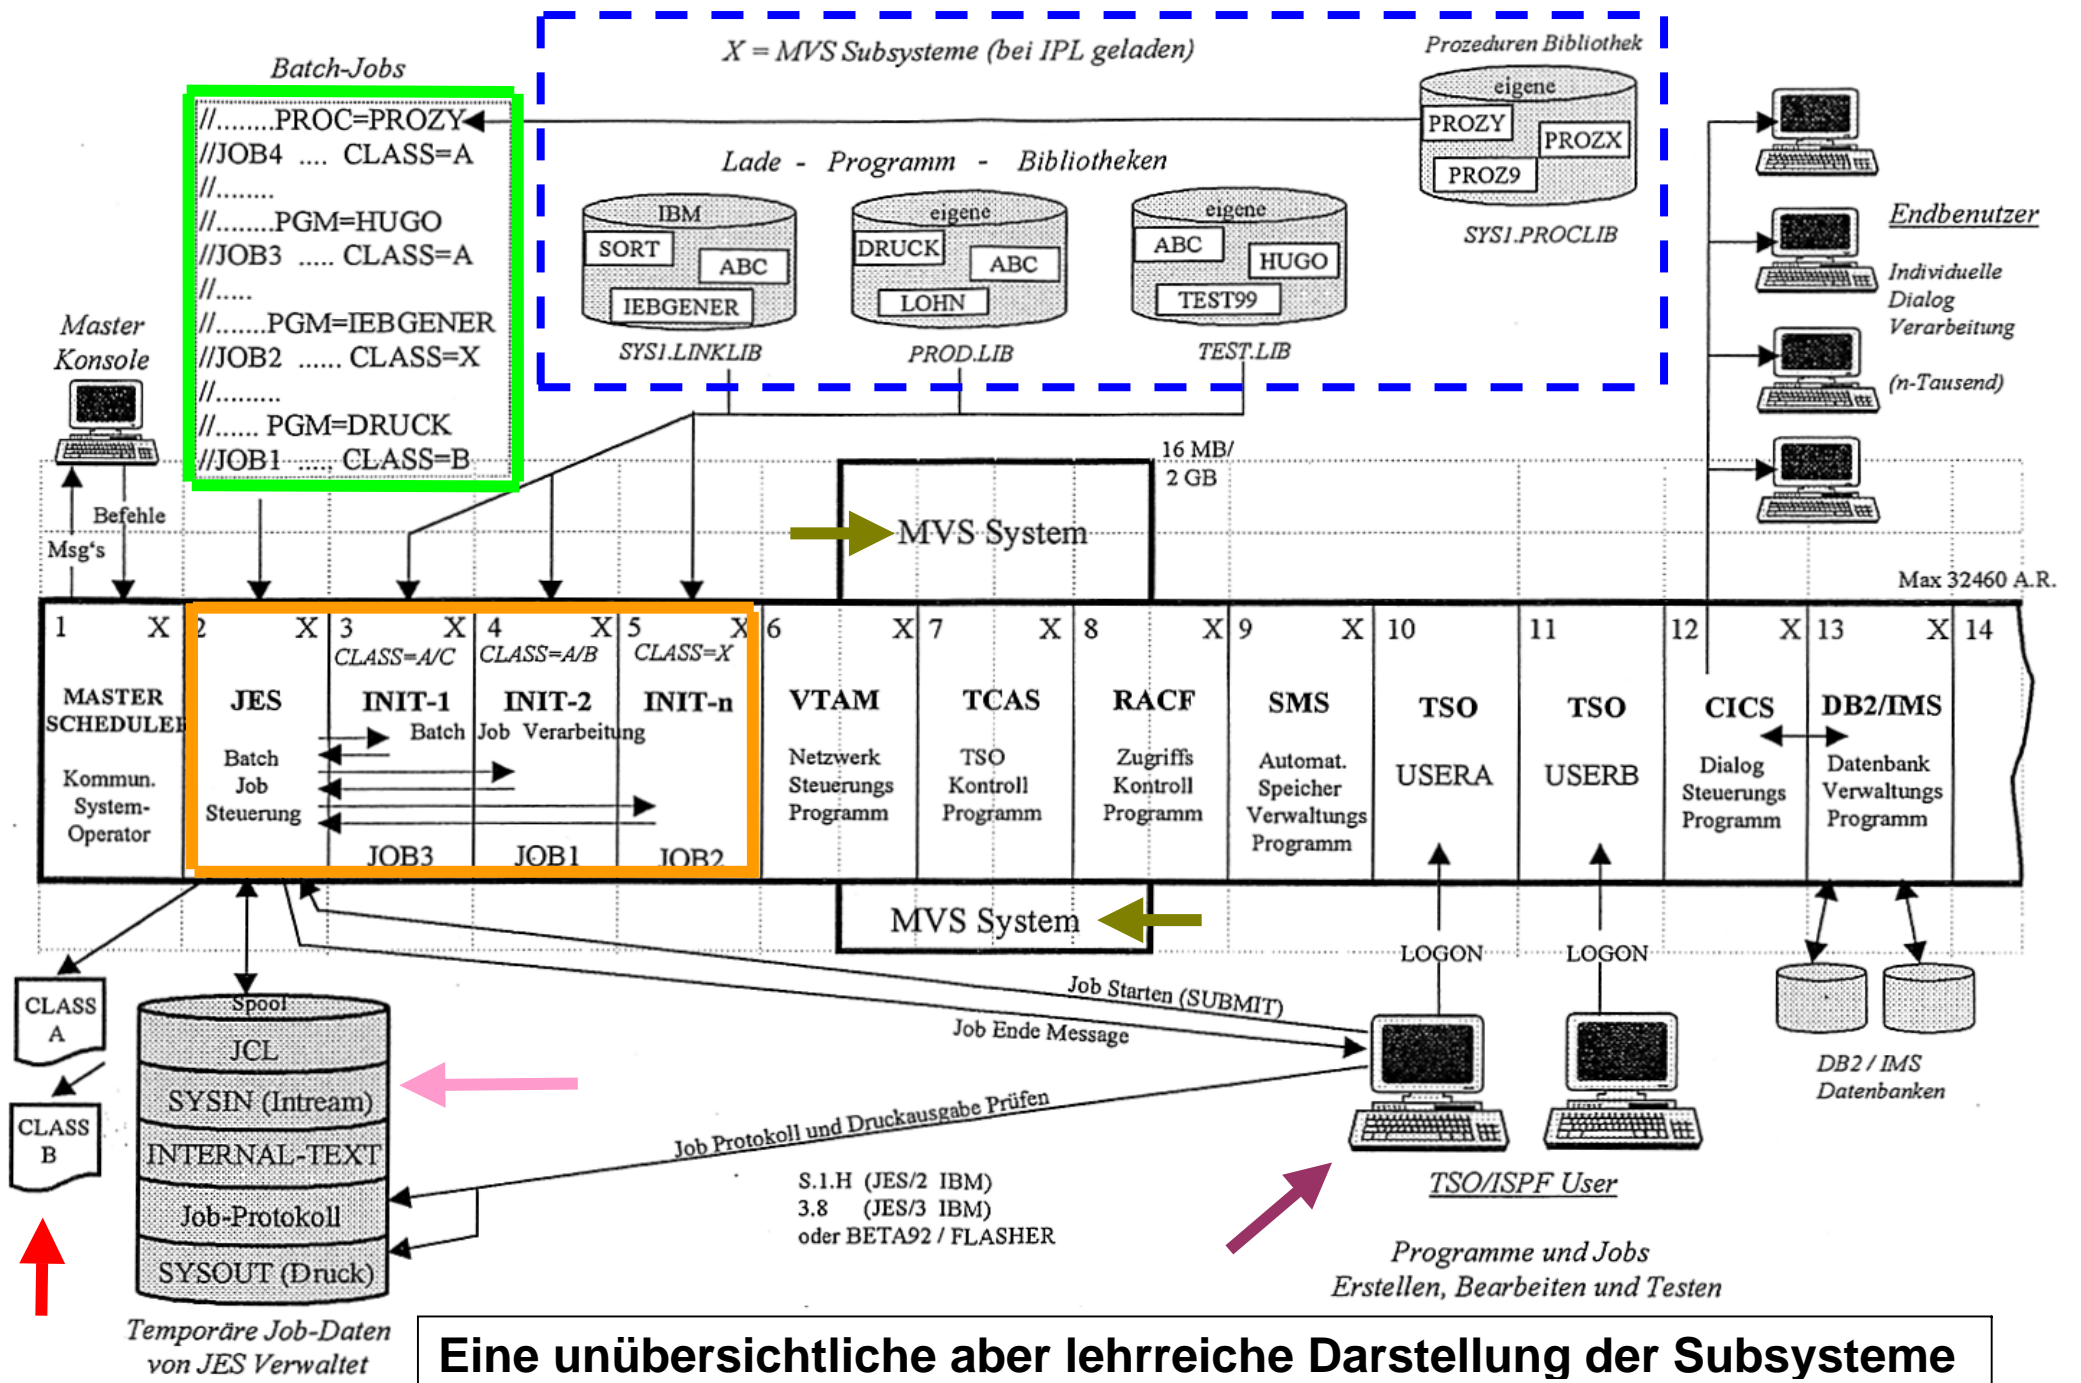 Batch-Jobs
//........PROC=PROZY
//JOB4 .... CLASS=A
//........
//........PGM=HUGO
//JOB3 ..... CLASS=A
//.....
//.......PGM=IEBGENER
//JOB2 ...... CLASS=X
//.........
//...... PGM=DRUCK
//JOB1 ..... CLASS=B
X = MVS Subsysteme (bei IPL geladen)
Prozeduren Bibliothek
eigene
PROZY
PROZX
PROZ9
SYS1.PROCLIB
Lade - Programm - Bibliotheken
IBM
SORT
ABC
IEBGENER
SYS1.LINKLIB
eigene
DRUCK
ABC
LOHN
PROD.LIB
eigene
ABC
HUGO
TEST99
TEST.LIB
Endbenutzer
Individuelle
Dialog
Verarbeitung
(n-Tausend)
Master
Konsole
Befehle
Msg's
16 MB/
2 GB
MVS System
Max 32460 A.R.
1 X
MASTER
SCHEDULER
Kommun.
System-
Operator
2 X
JES
Batch
Job
Steuerung
3 X
CLASS=A/C
INIT-1
JOB3
4 X
CLASS=A/B
INIT-2
JOB1
5 X
CLASS=X
INIT-n
JOB2
Batch Job Verarbeitung
6 X
VTAM
Netzwerk
Steuerungs
Programm
7 X
TCAS
TSO
Kontroll
Programm
8 X
RACF
Zugriffs
Kontroll
Programm
9 X
SMS
Automat.
Speicher
Verwaltungs
Programm
10
TSO
USERA
11
TSO
USERB
12 X
CICS
Dialog
Steuerungs
Programm
13 X
DB2/IMS
Datenbank
Verwaltungs
Programm
14
MVS System
LOGON
LOGON
CLASS
A
CLASS
B
Spool
JCL
SYSIN (Intream)
INTERNAL-TEXT
Job-Protokoll
SYSOUT (Druck)
Temporäre Job-Daten
von JES Verwaltet
Job Starten (SUBMIT)
Job Ende Message
Job Protokoll und Druckausgabe Prüfen
S.1.H (JES/2 IBM)
3.8 (JES/3 IBM)
oder BETA92 / FLASHER
TSO/ISPF User
Programme und Jobs
Erstellen, Bearbeiten und Testen
DB2 / IMS
Datenbanken
Eine unübersichtliche aber lehrreiche Darstellung der Subsysteme